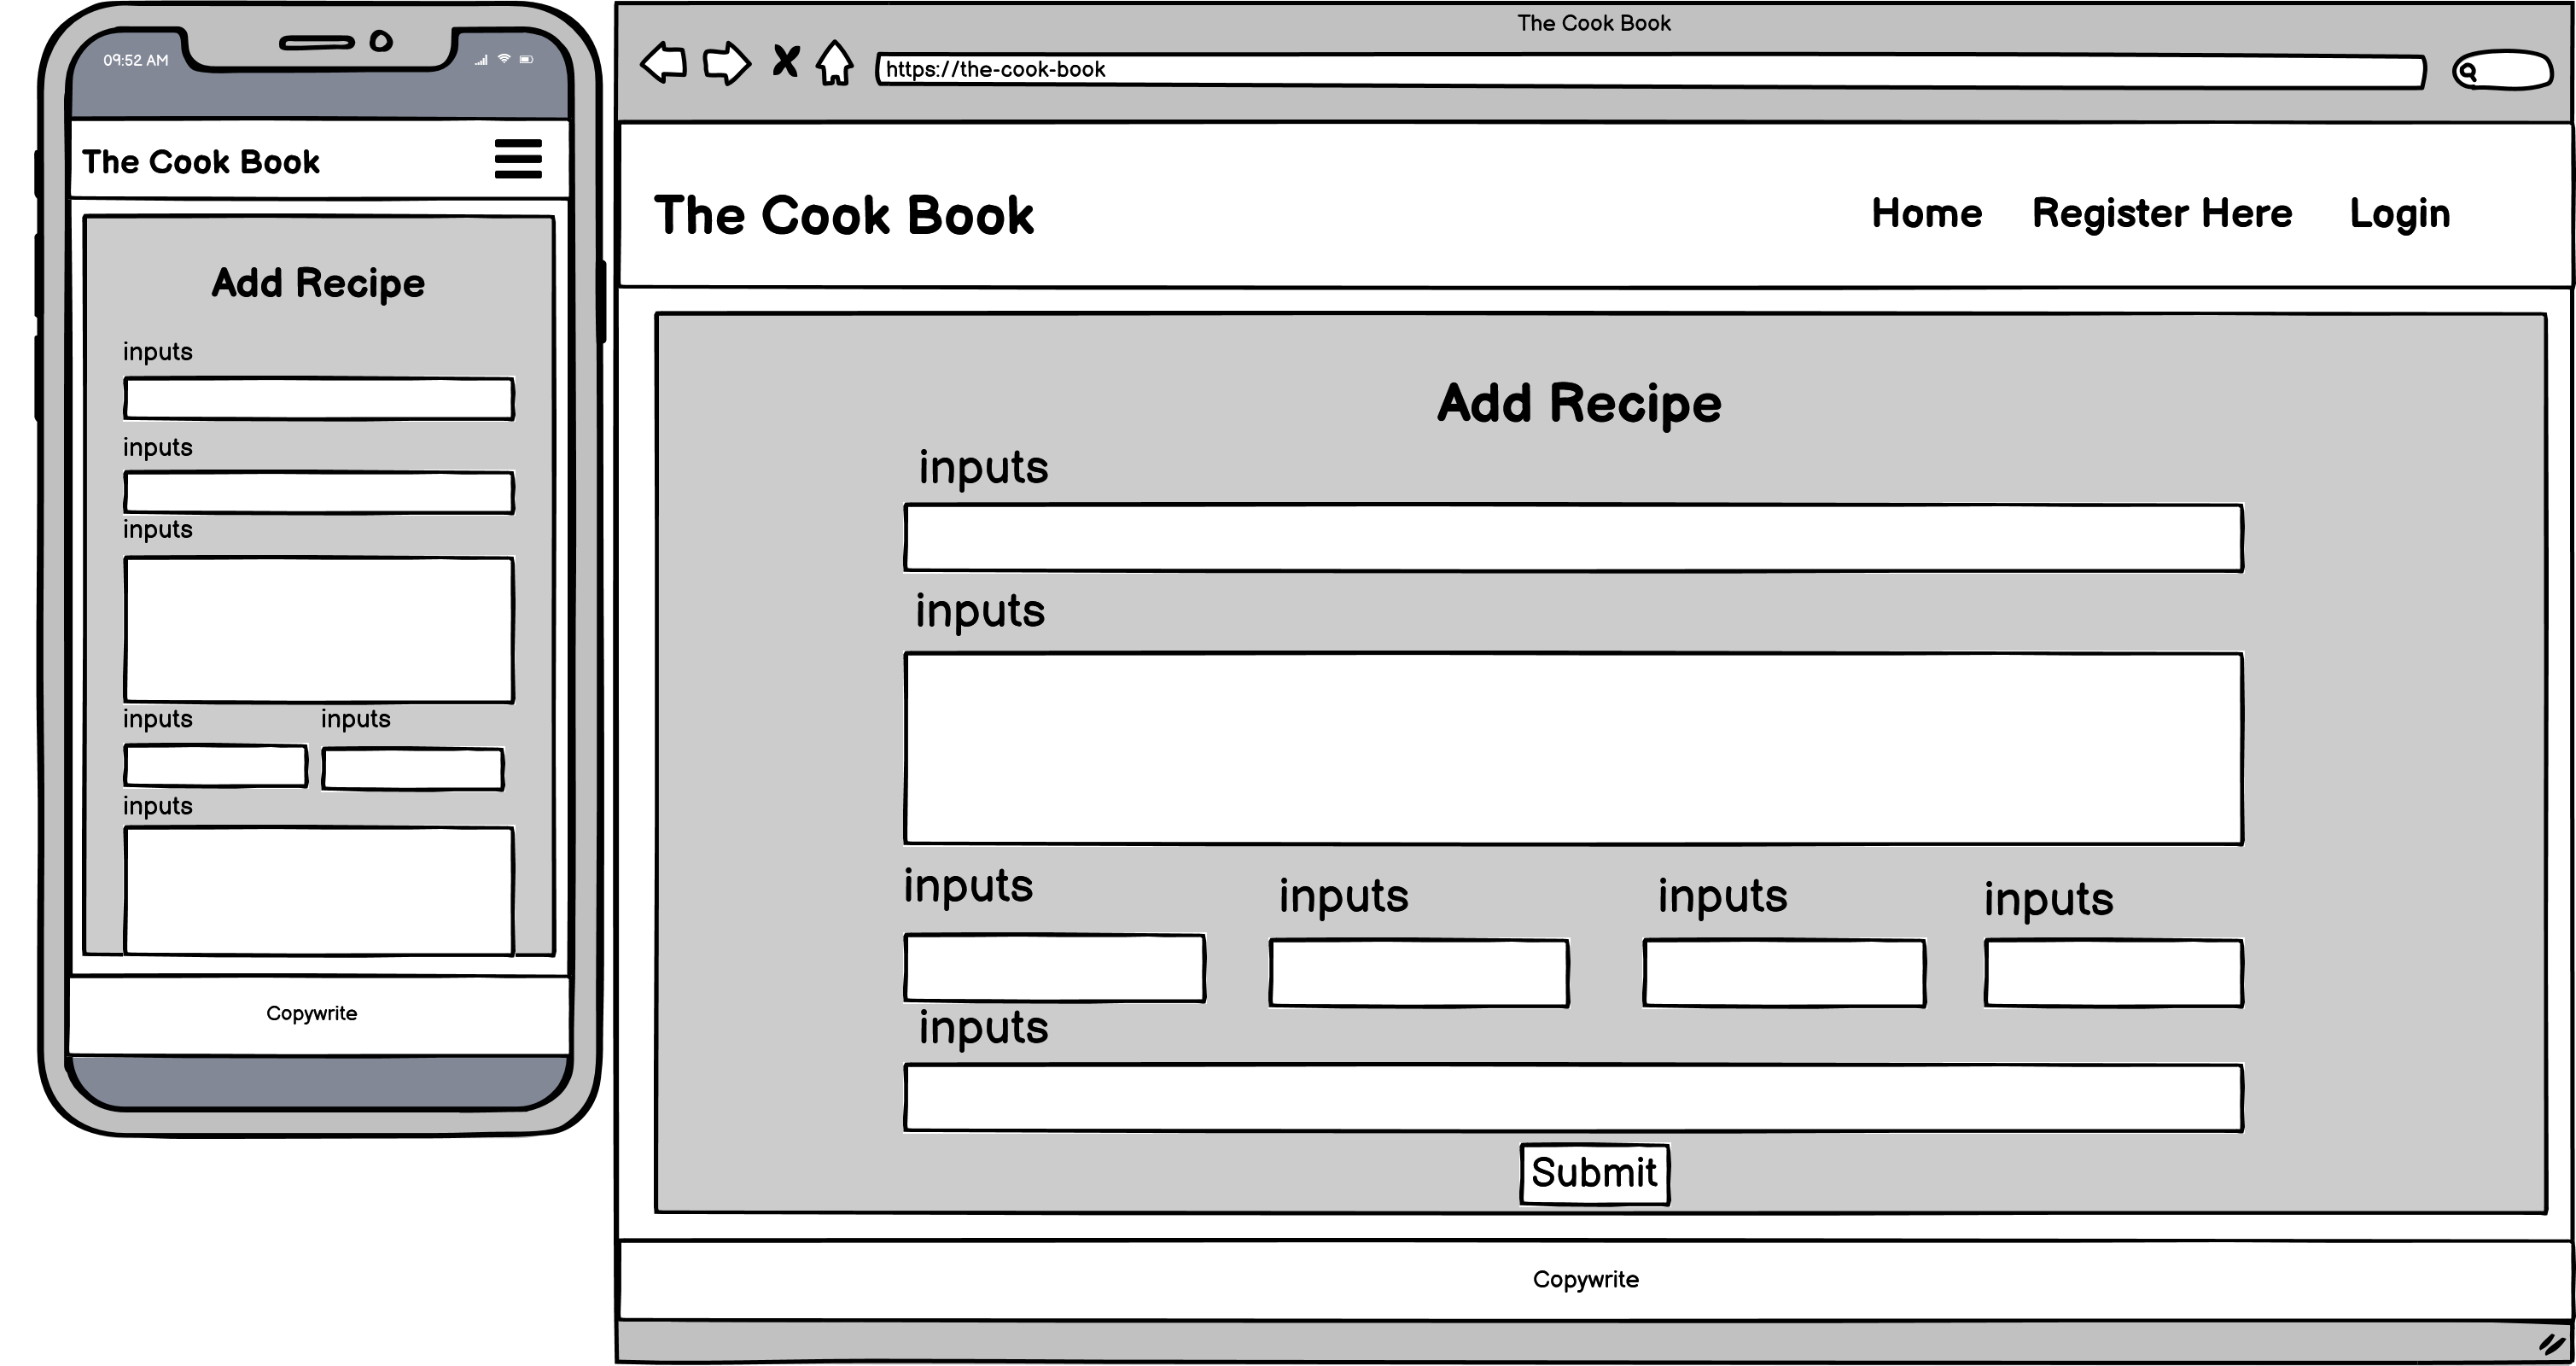 09:52 AM
The Cook Book
Add Recipe
inputs
inputs
inputs
inputs inputs
inputs
Copywrite
The Cook Book
https://the-cook-book
The Cook Book Home Register Here Login
Add Recipe
inputs
inputs
inputs inputs inputs inputs
inputs
Submit
Copywrite